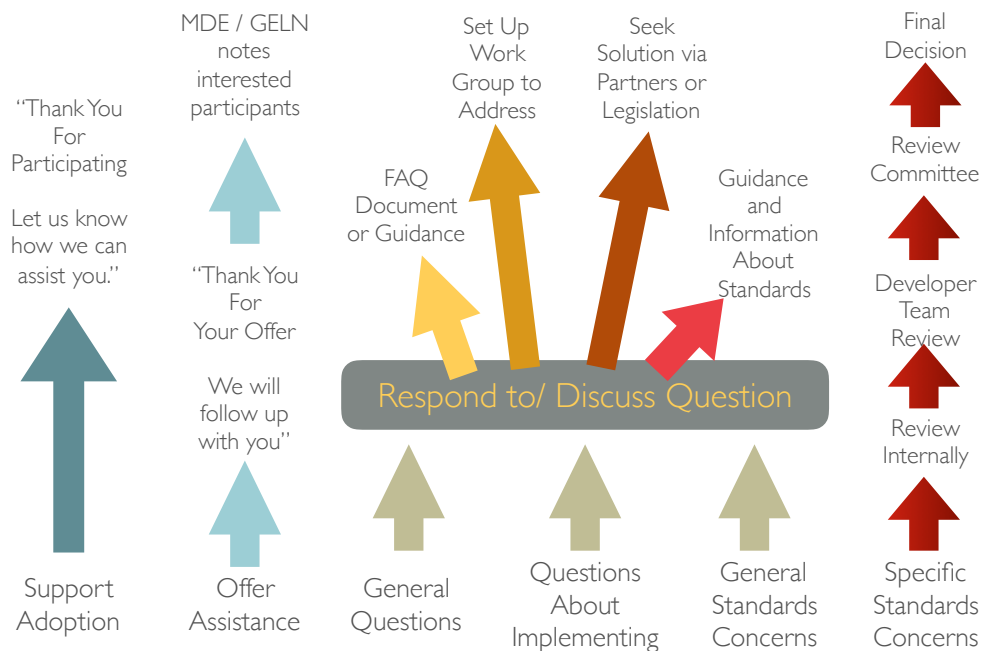 “Thank You
For
Participating
Let us know
how we can
assist you.”
Support
Adoption
MDE / GELN
notes
interested
participants
“Thank You
For
Your Offer
We will
follow up
with you”
Offer
Assistance
FAQ
Document
or Guidance
Set Up
Work
Group to
Address
Seek
Solution via
Partners or
Legislation
Guidance
and
Information
About
Standards
Respond to/ Discuss Question
General
Questions
Questions
About
Implementing
General
Standards
Concerns
Final
Decision
Review
Committee
Developer
Team
Review
Review
Internally
Specific
Standards
Concerns